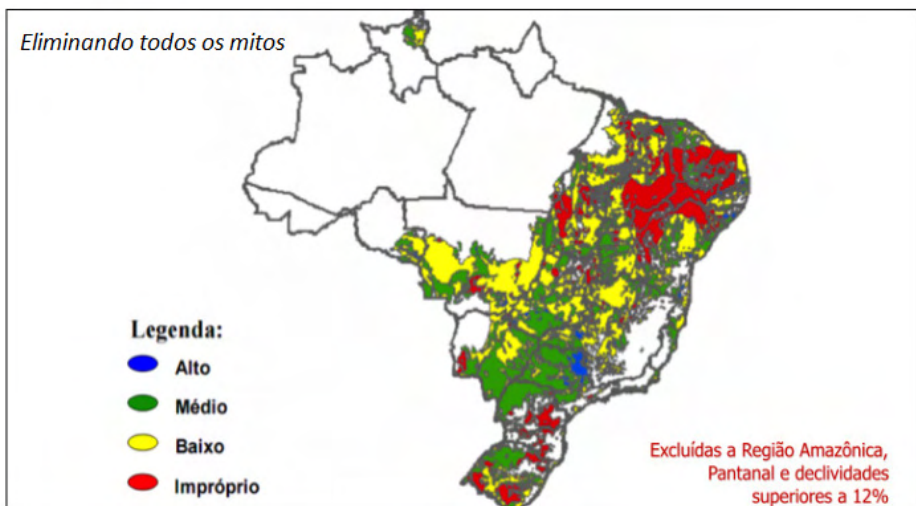 Eliminando todos os mitos
Legenda:
Alto
Médio
Baixo
Impróprio
Excluídas a Região Amazônica,
Pantanal e declividades
superiores a 12%